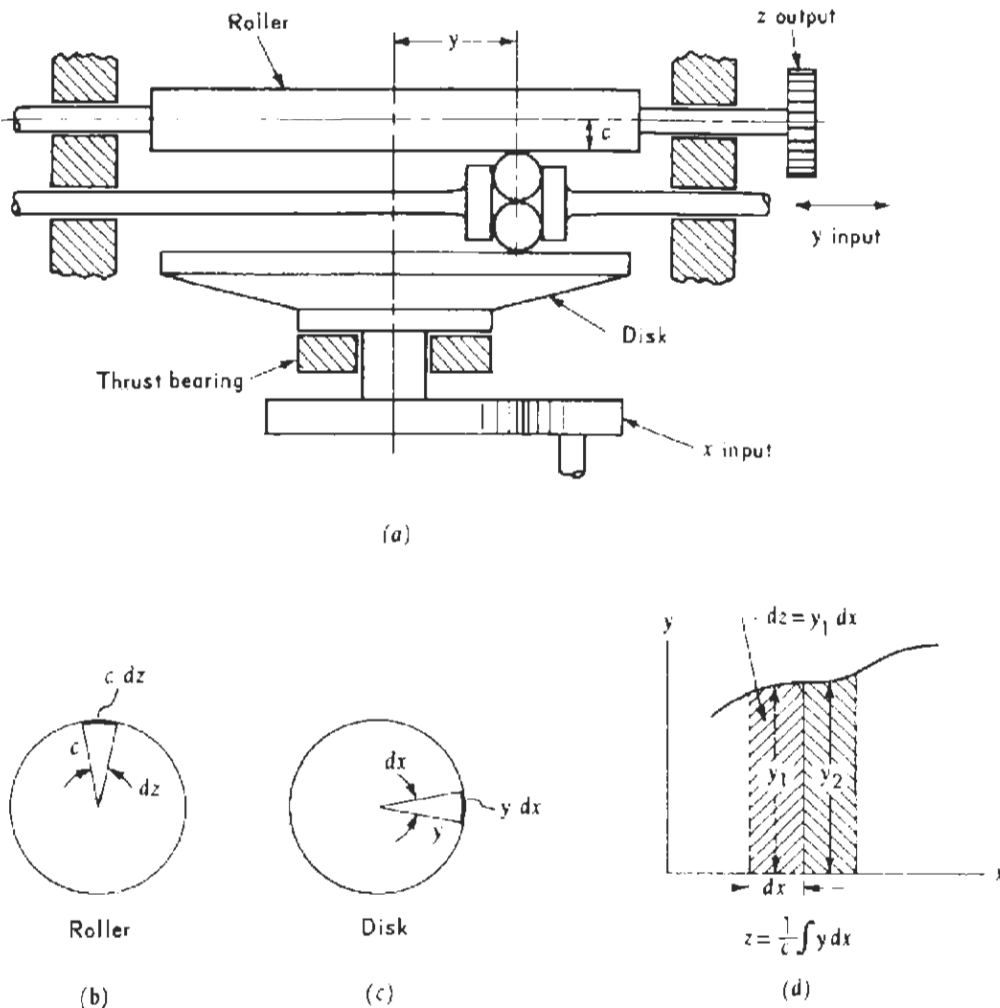 Roller
y
z output
c
y input
Disk
Thrust bearing
x input
(a)
c dz
c
dz
Roller
(b)
dx
y dx
y
Disk
(c)
y
dz = y₁ dx
y₁
y₂
x
dx
z = 1/c ∫ y dx
(d)